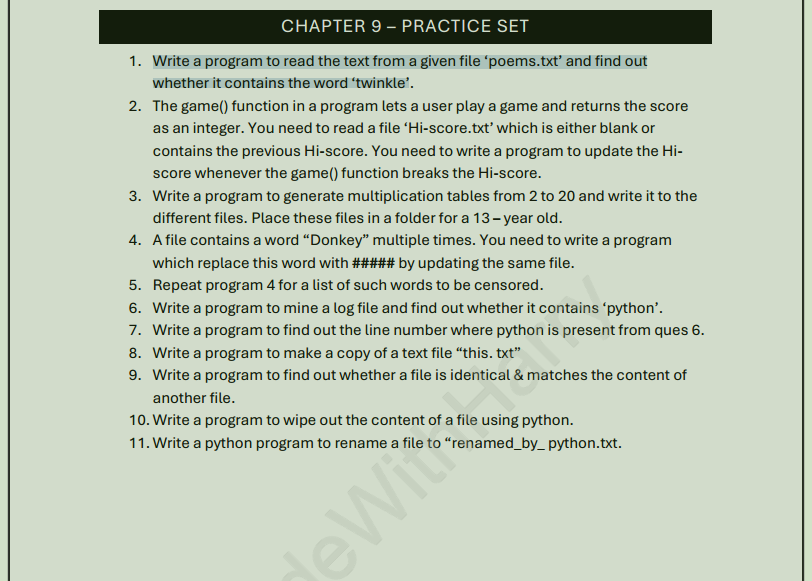 CHAPTER 9 – PRACTICE SET
1. Write a program to read the text from a given file ‘poems.txt’ and find out
whether it contains the word ‘twinkle’.
2. The game() function in a program lets a user play a game and returns the score
as an integer. You need to read a file ‘Hi-score.txt’ which is either blank or
contains the previous Hi-score. You need to write a program to update the Hi-
score whenever the game() function breaks the Hi-score.
3. Write a program to generate multiplication tables from 2 to 20 and write it to the
different files. Place these files in a folder for a 13 – year old.
4. A file contains a word “Donkey” multiple times. You need to write a program
which replace this word with ##### by updating the same file.
5. Repeat program 4 for a list of such words to be censored.
6. Write a program to mine a log file and find out whether it contains ‘python’.
7. Write a program to find out the line number where python is present from ques 6.
8. Write a program to make a copy of a text file “this. txt”
9. Write a program to find out whether a file is identical & matches the content of
another file.
10. Write a program to wipe out the content of a file using python.
11. Write a python program to rename a file to “renamed_by_ python.txt.
deWithHarry